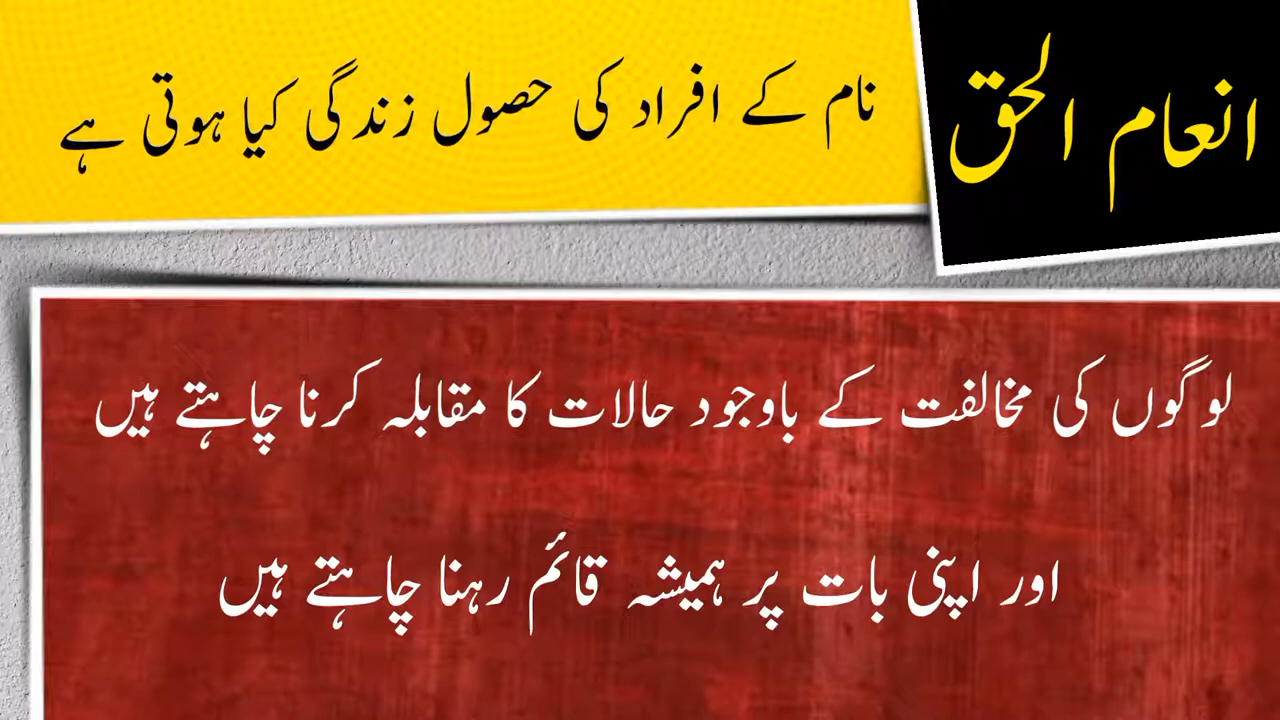 انعام الحق
نام کے افراد کی حصول زندگی کیا ہوتی ہے
لوگوں کی مخالفت کے باوجود حالات کا مقابلہ کرنا چاہتے ہیں
اور اپنی بات پر ہمیشہ قائم رہنا چاہتے ہیں